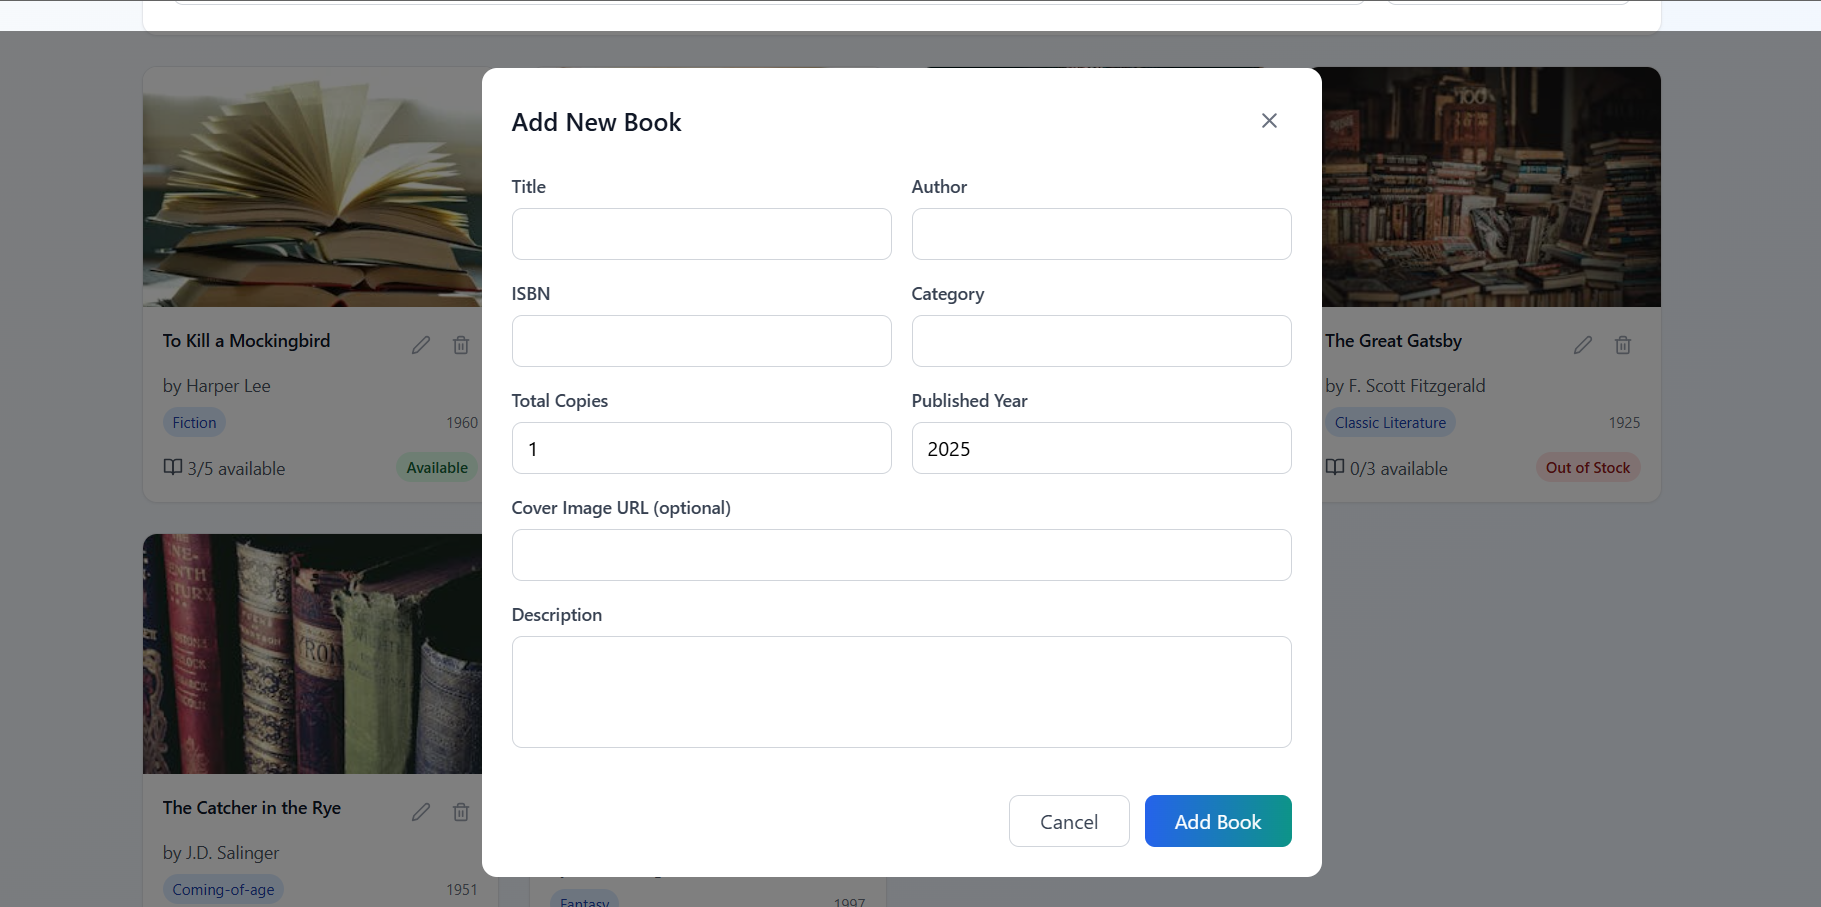 Add New Book
Title
Author
ISBN
Category
Total Copies
Published Year
1
2025
Cover Image URL (optional)
Description
Cancel
Add Book
To Kill a Mockingbird
by Harper Lee
Fiction
1960
3/5 available
Available
100
The Great Gatsby
by F. Scott Fitzgerald
Classic Literature
1925
0/3 available
Out of Stock
The Catcher in the Rye
by J.D. Salinger
Coming-of-age
1951
Fantasy
1997